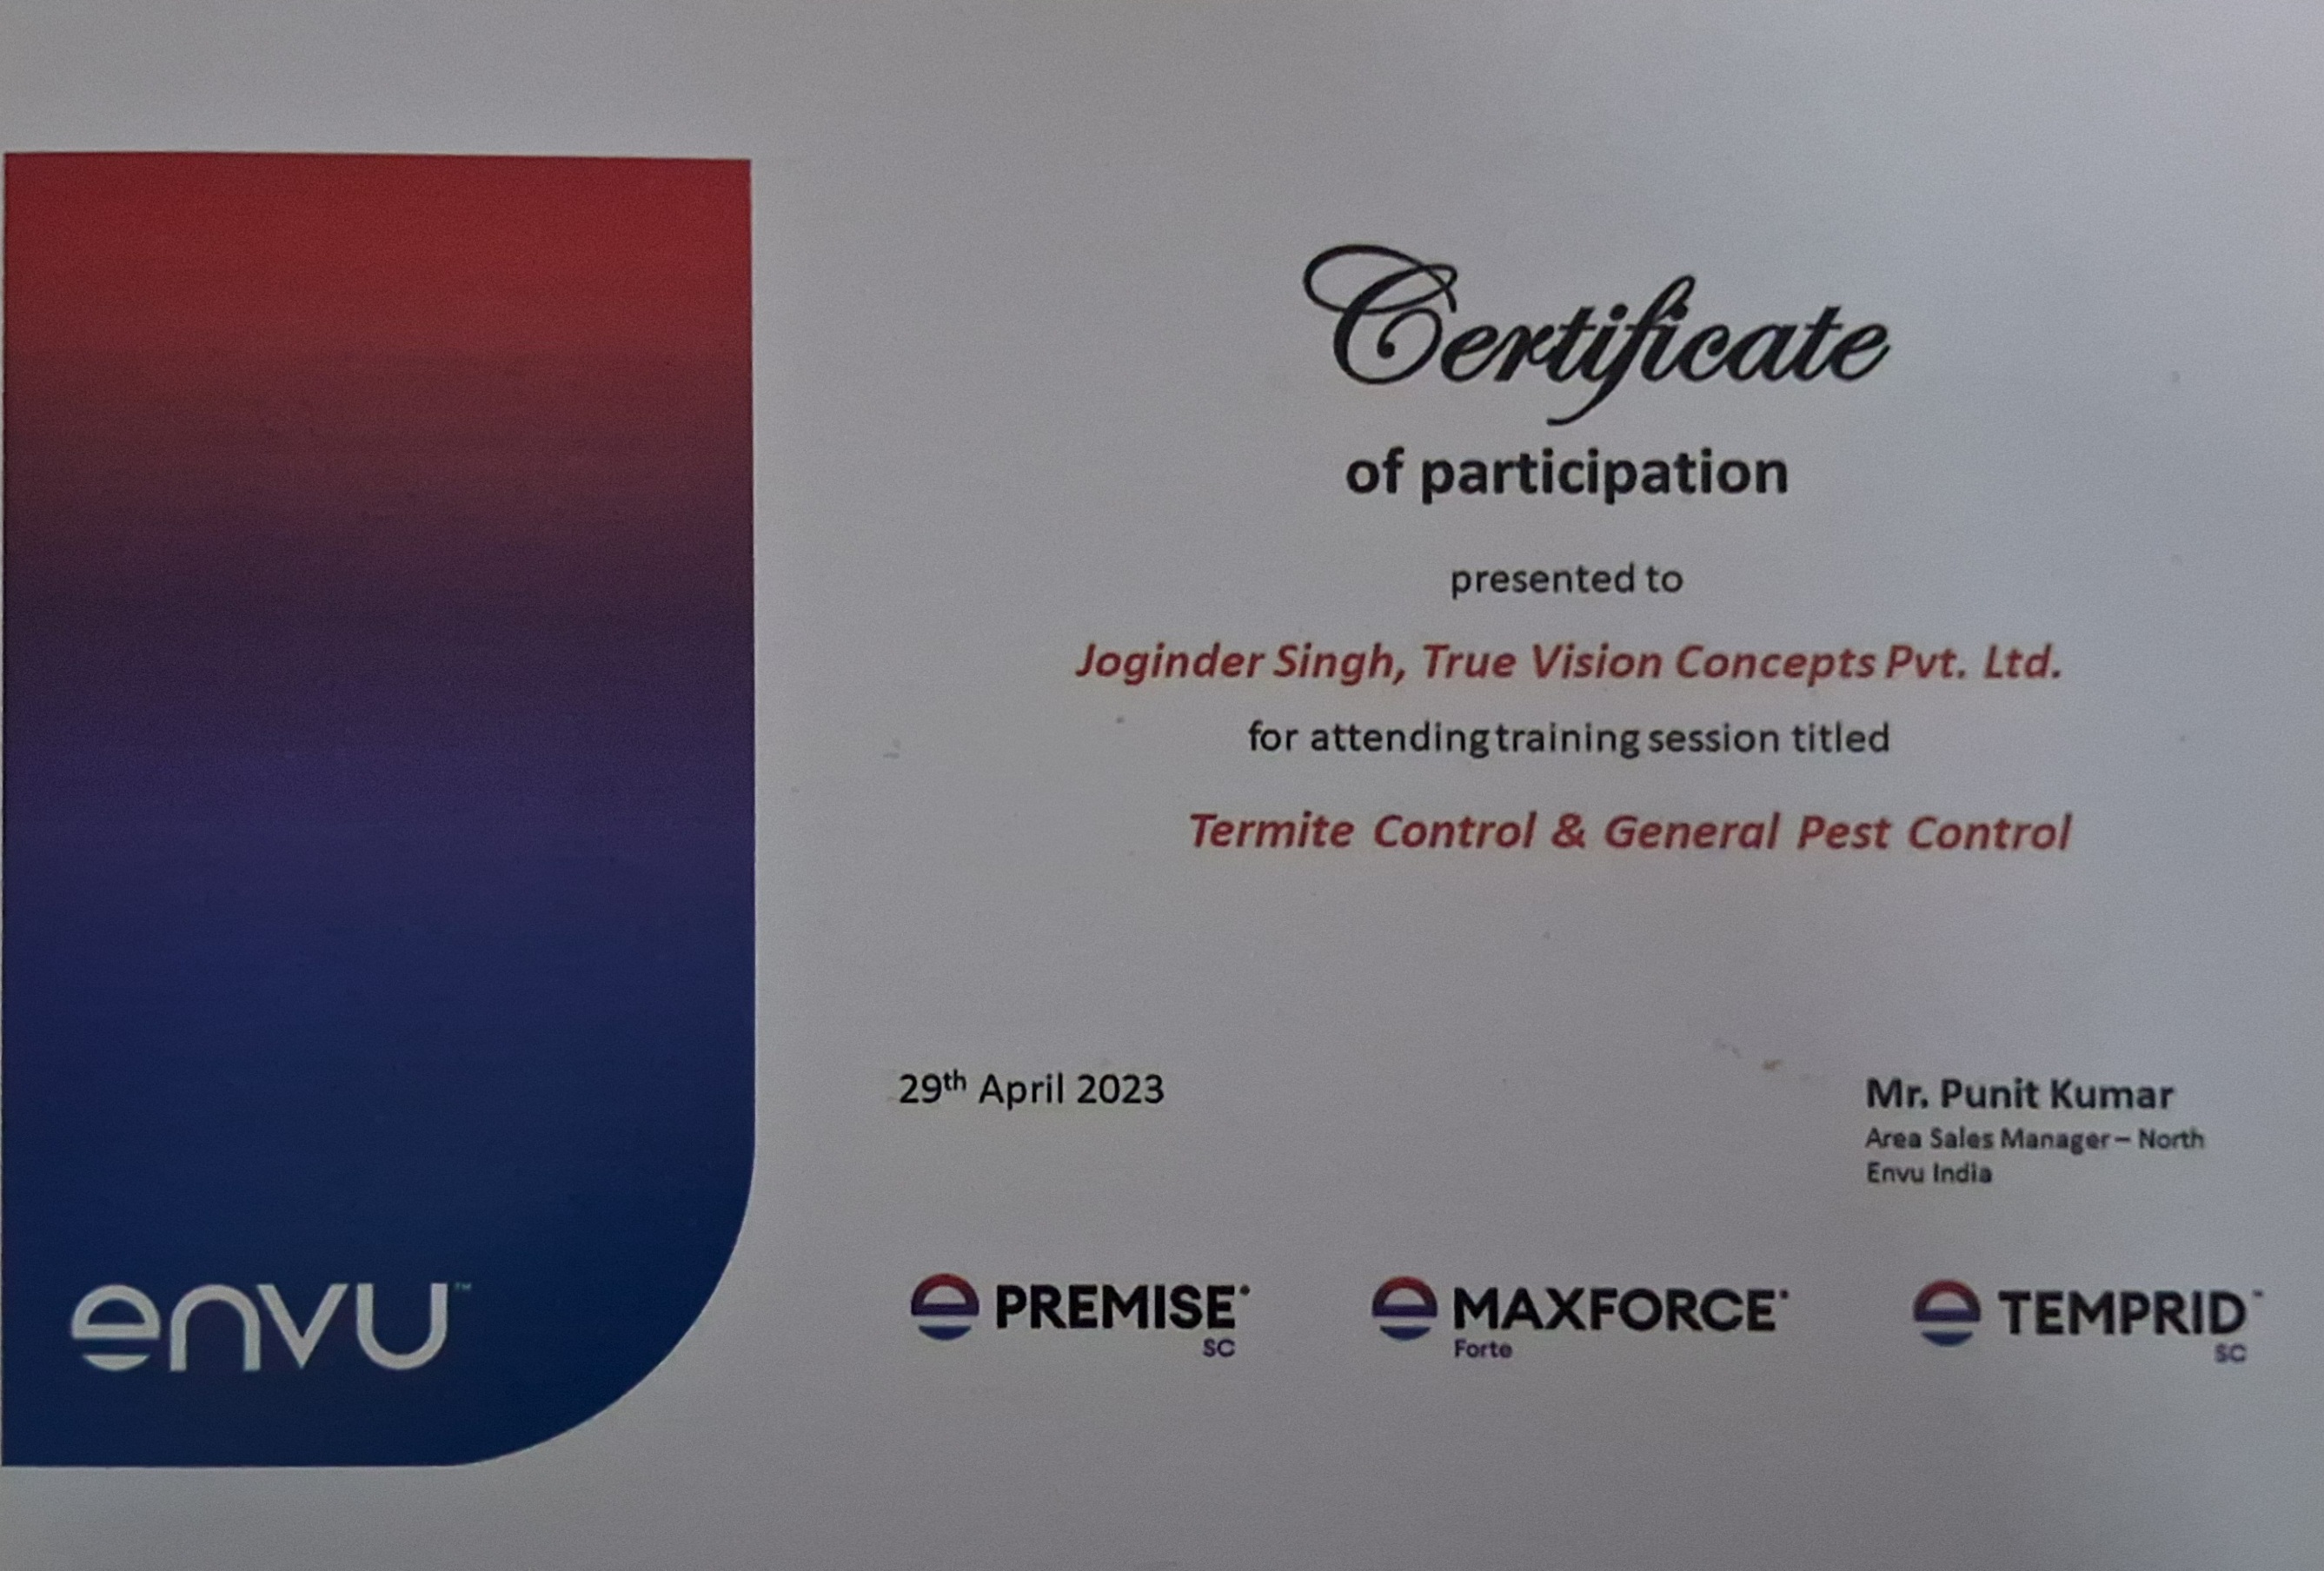 Certificate
of participation
presented to
Joginder Singh, True Vision Concepts Pvt. Ltd.
for attending training session titled
Termite Control & General Pest Control
29th April 2023
Mr. Punit Kumar
Area Sales Manager – North
Envu India
envu™
PREMISE
SC
MAXFORCE
Forte
TEMPRID
SC